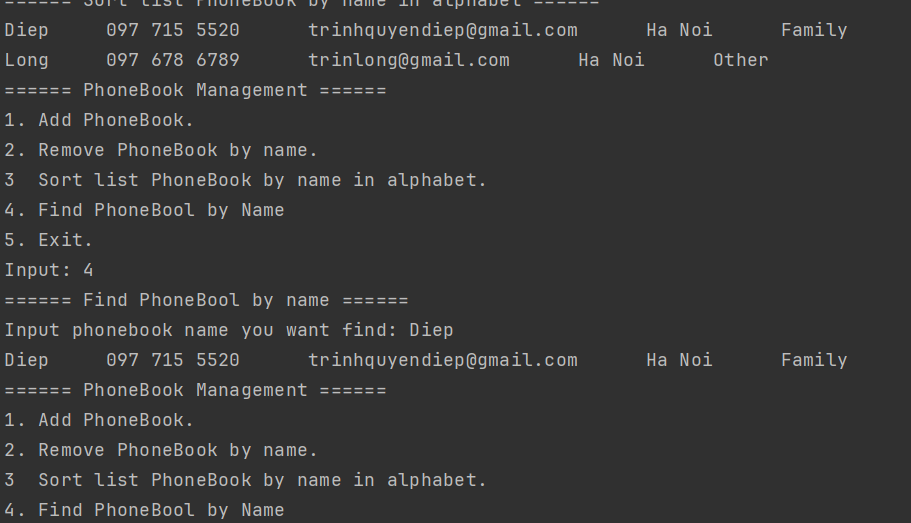 ====== Sort list PhoneBook by name in alphabet ======
Diep     097 715 5520      trinhquyendiep@gmail.com      Ha Noi      Family
Long     097 678 6789      trinlong@gmail.com      Ha Noi      Other
====== PhoneBook Management ======
1. Add PhoneBook.
2. Remove PhoneBook by name.
3  Sort list PhoneBook by name in alphabet.
4. Find PhoneBool by Name
5. Exit.
Input: 4
====== Find PhoneBool by name ======
Input phonebook name you want find: Diep
Diep     097 715 5520      trinhquyendiep@gmail.com      Ha Noi      Family
====== PhoneBook Management ======
1. Add PhoneBook.
2. Remove PhoneBook by name.
3  Sort list PhoneBook by name in alphabet.
4. Find PhoneBool by Name